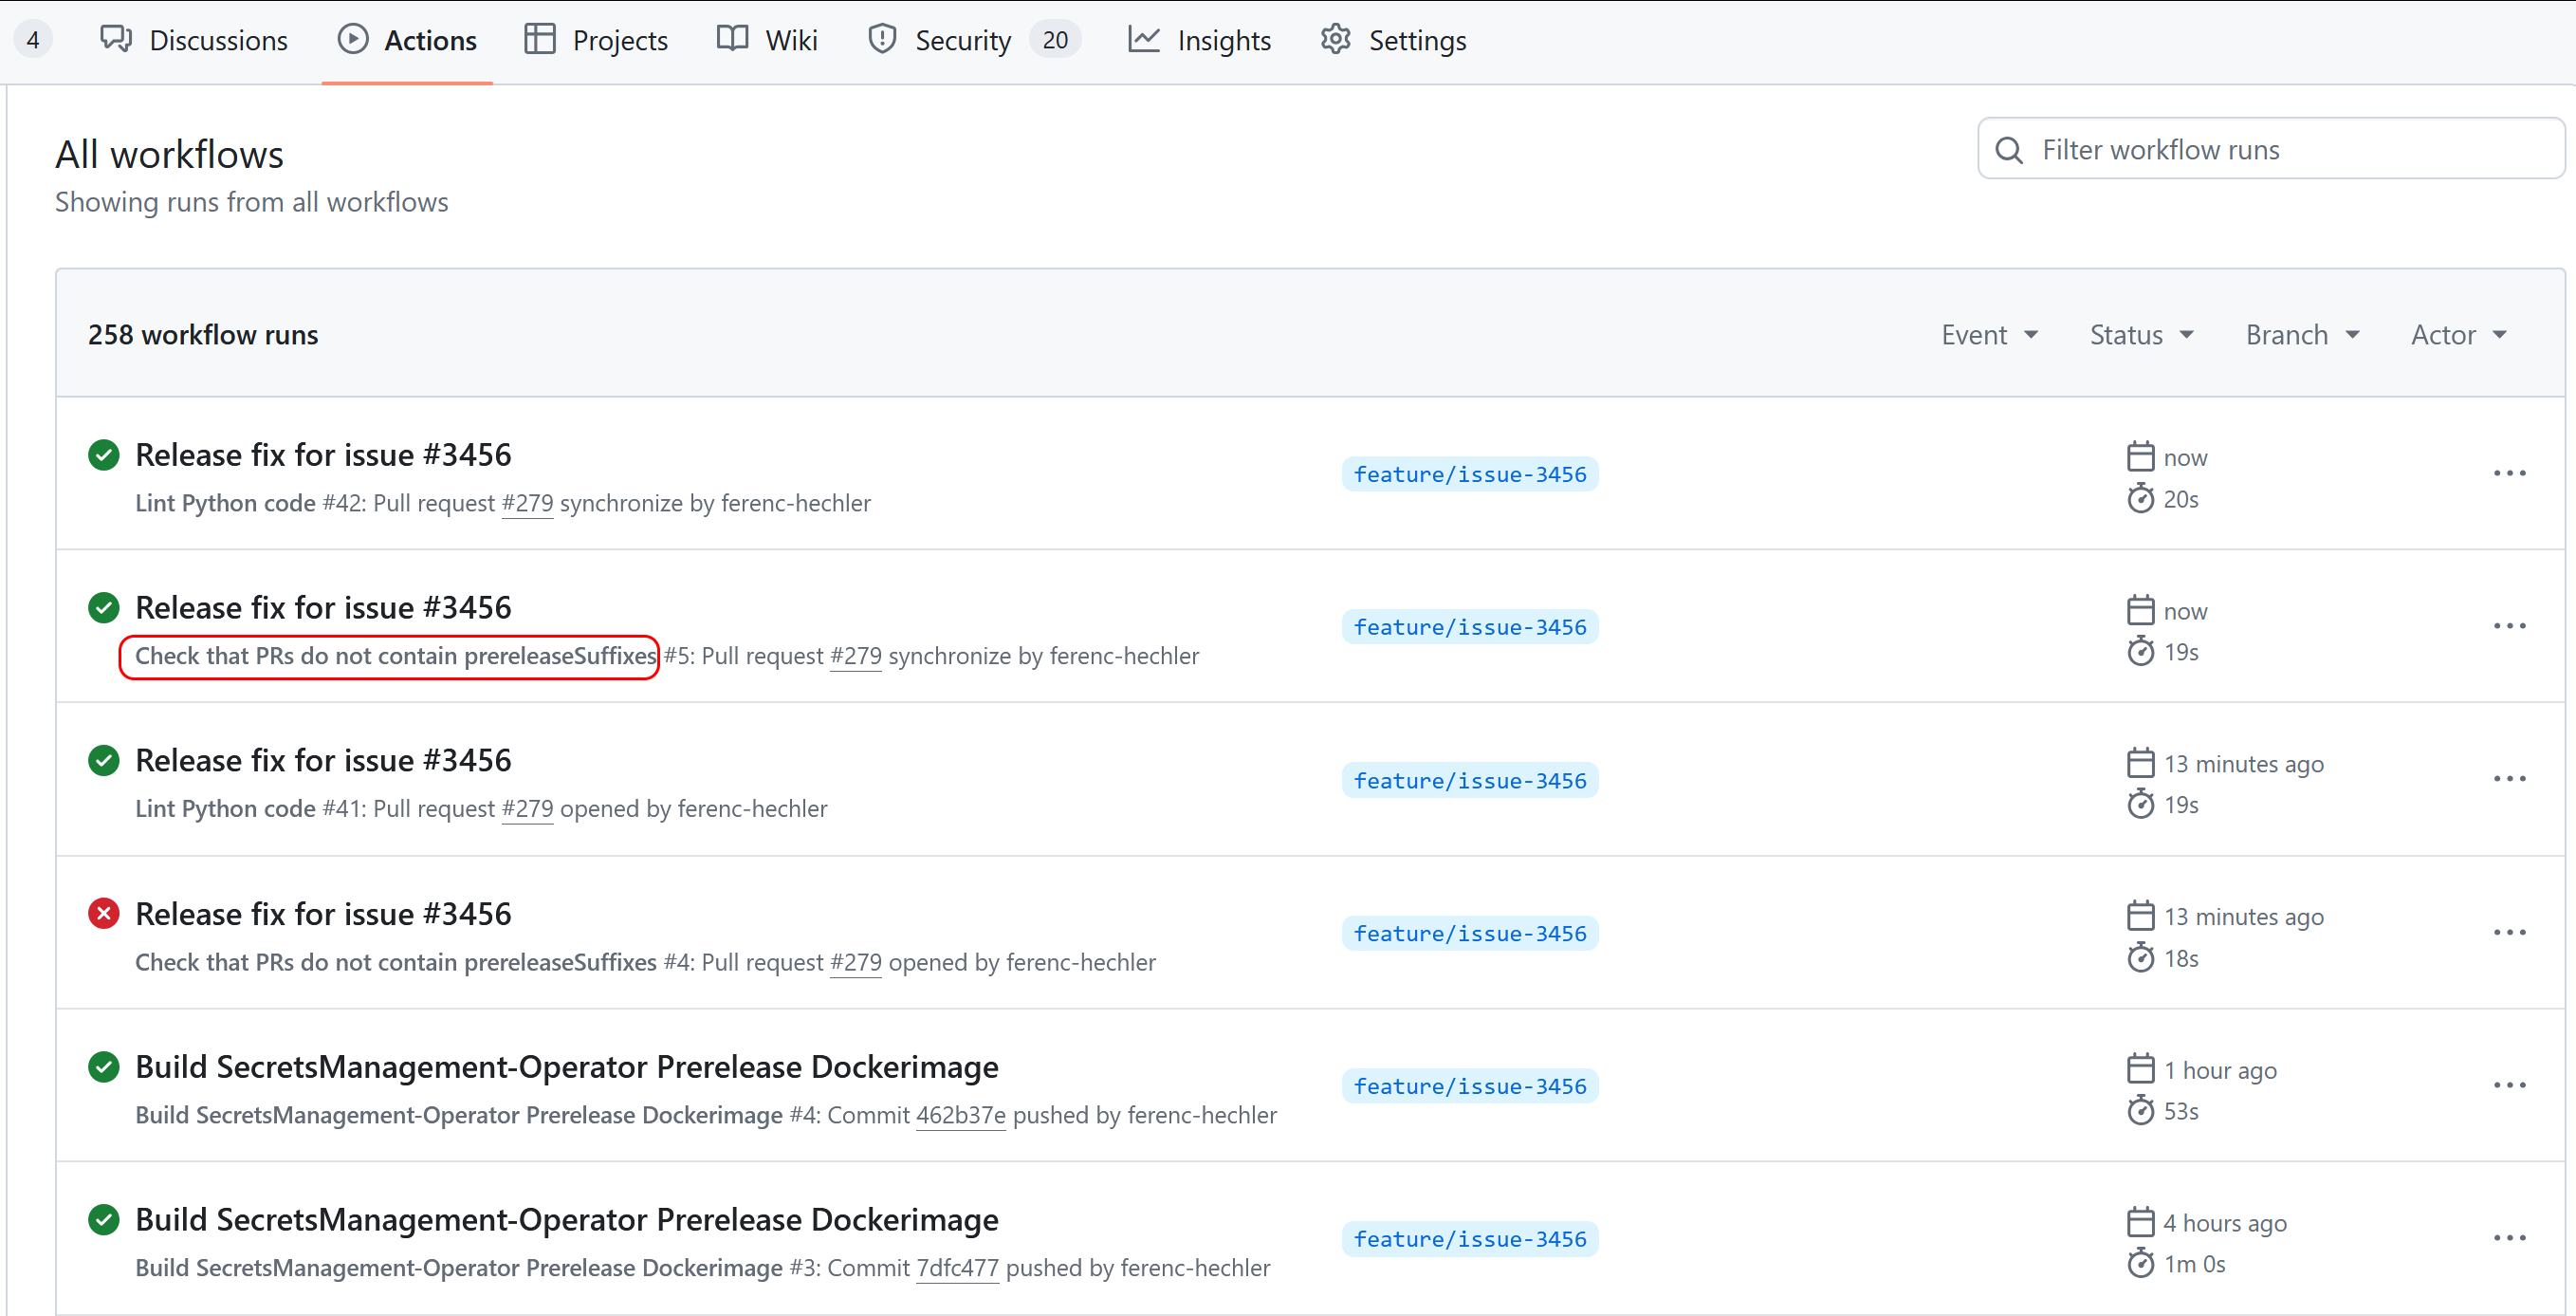 4 Discussions Actions Projects Wiki Security 20 Insights Settings
All workflows
Filter workflow runs
Showing runs from all workflows
258 workflow runs Event Status Branch Actor
Release fix for issue #3456
Lint Python code #42: Pull request #279 synchronize by ferenc-hechler
feature/issue-3456
now
20s
Release fix for issue #3456
Check that PRs do not contain prereleaseSuffixes #5: Pull request #279 synchronize by ferenc-hechler
feature/issue-3456
now
19s
Release fix for issue #3456
Lint Python code #41: Pull request #279 opened by ferenc-hechler
feature/issue-3456
13 minutes ago
19s
Release fix for issue #3456
Check that PRs do not contain prereleaseSuffixes #4: Pull request #279 opened by ferenc-hechler
feature/issue-3456
13 minutes ago
18s
Build SecretsManagement-Operator Prerelease Dockerimage
Build SecretsManagement-Operator Prerelease Dockerimage #4: Commit 462b37e pushed by ferenc-hechler
feature/issue-3456
1 hour ago
53s
Build SecretsManagement-Operator Prerelease Dockerimage
Build SecretsManagement-Operator Prerelease Dockerimage #3: Commit 7dfc477 pushed by ferenc-hechler
feature/issue-3456
4 hours ago
1m 0s